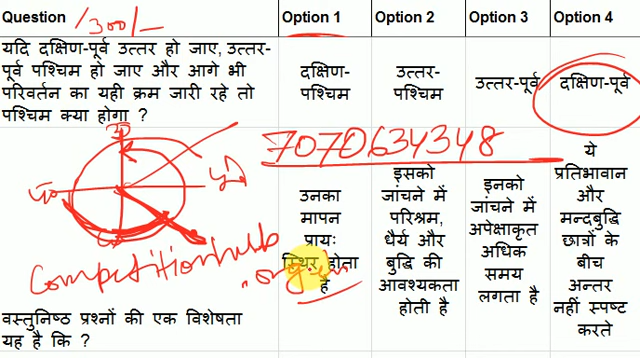 Question /300/- Option 1 Option 2 Option 3 Option 4
यदि दक्षिण-पूर्व उत्तर हो जाए, उत्तर-
पूर्व पश्चिम हो जाए और आगे भी
परिवर्तन का यही क्रम जारी रहे तो
पश्चिम क्या होगा ?
दक्षिण-
पश्चिम
उत्तर-
पश्चिम
उत्तर-पूर्व
दक्षिण-पूर्व
7070634348
Competitionhub
.org.in
वस्तुनिष्ठ प्रश्नों की एक विशेषता
यह है कि ?
उनका
मापन
प्रायः
स्थिर होता
है
इसको
जांचने में
परिश्रम,
धैर्य और
बुद्धि की
आवश्यकता
होती है
इनको
जांचने में
अपेक्षाकृत
अधिक
समय
लगता है
ये
प्रतिभावान
और
मन्दबुद्धि
छात्रों के
बीच
अन्तर
नहीं स्पष्ट
करते